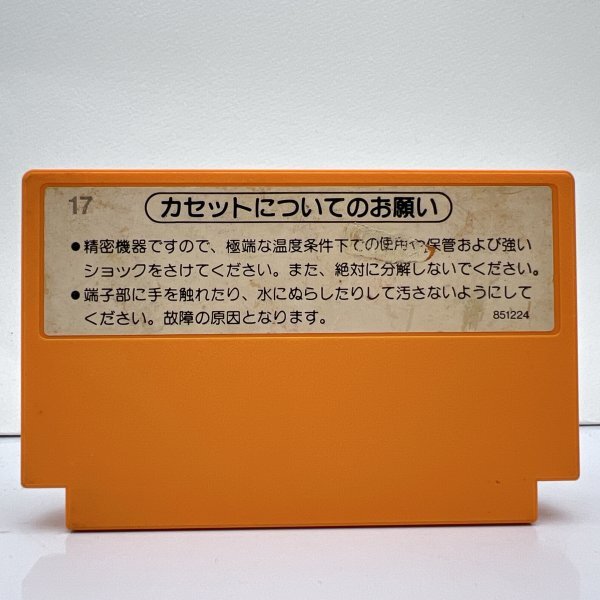 17
カセットについてのお願い
●精密機器ですので、極端な温度条件下での使用や保管および強い
ショックをさけてください。また、絶対に分解しないでください。
●端子部に手を触れたり、水にぬらしたりして汚さないようにして
ください。故障の原因となります。
851224